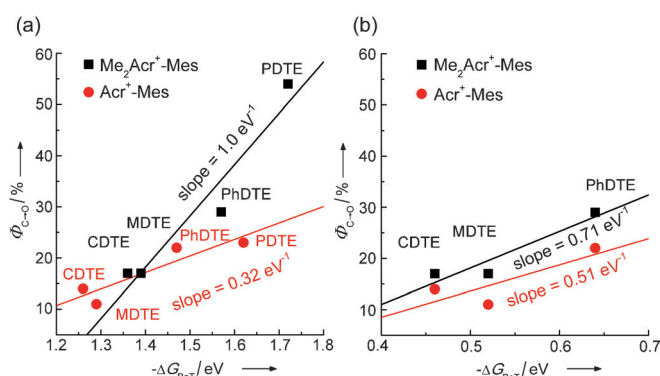 (a)
Me₂Acr⁺-Mes
Acr⁺-Mes
PDTE
slope = 1.0 eV⁻¹
PhDTE
MDTE
CDTE
PhDTE
PDTE
CDTE
MDTE
slope = 0.32 eV⁻¹
Φ C→O / %
60
50
40
30
20
10
1.2 1.3 1.4 1.5 1.6 1.7 1.8
-ΔG / eV
(b)
Me₂Acr⁺-Mes
Acr⁺-Mes
PhDTE
CDTE
MDTE
slope = 0.71 eV⁻¹
slope = 0.51 eV⁻¹
Φ C→O / %
60
50
40
30
20
10
0.4 0.5 0.6 0.7
-ΔG / eV